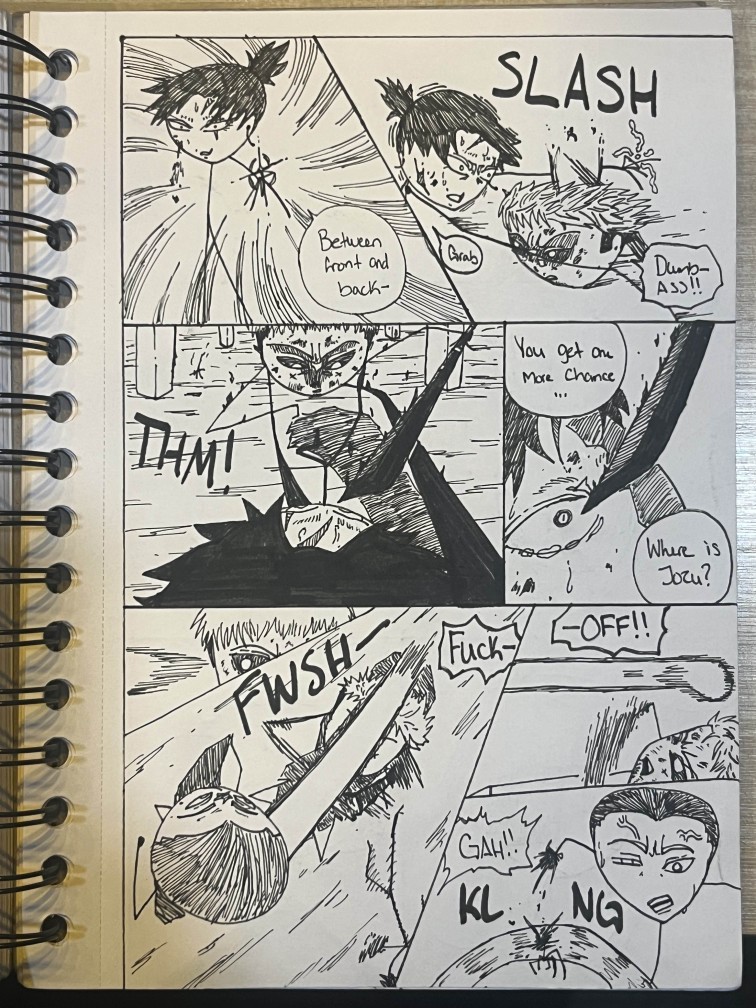 Between
front and
back-
SLASH
Grab
Dumb-
ASS!!
THM!
You get one
More Chance
...
Where is
Jozu?
FWSH-
Fuck-
-OFF!!
GAH!!
KL NG